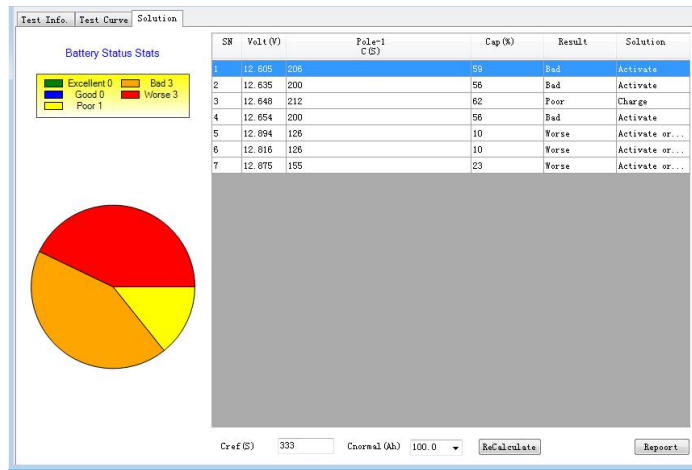 Test Info. Test Curve Solution
Battery Status Stats
Excellent 0 Bad 3
Good 0 Worse 3
Poor 1
SN Volt(V) Pole-1 C(S) Cap(%) Result Solution
1 12.605 206 59 Bad Activate
2 12.635 200 56 Bad Activate
3 12.648 212 62 Poor Charge
4 12.654 200 56 Bad Activate
5 12.894 126 10 Worse Activate or...
6 12.816 126 10 Worse Activate or...
7 12.875 155 23 Worse Activate or...
Cref(S) 333 Cnormal(Ah) 100.0 ReCalculate Repoort